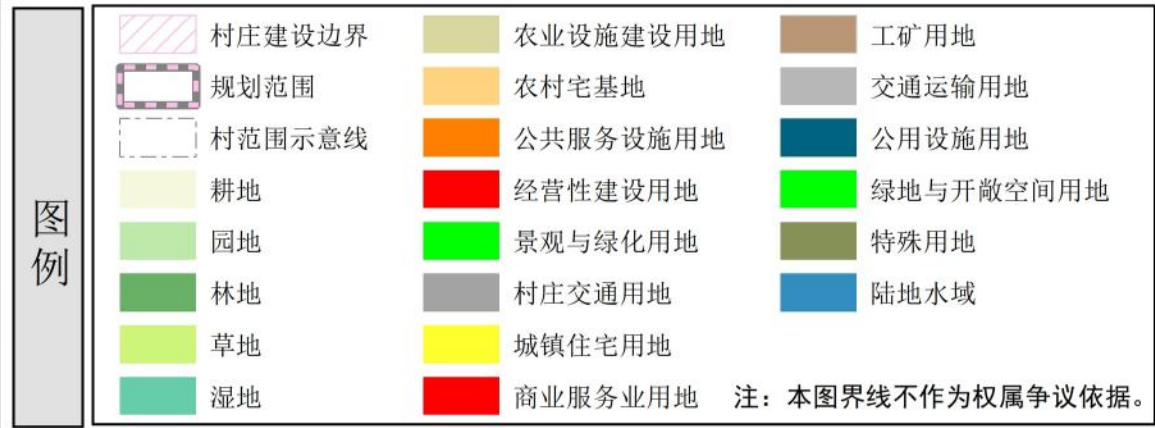 图例
村庄建设边界
规划范围
村范围示意线
耕地
园地
林地
草地
湿地
农业设施建设用地
农村宅基地
公共服务设施用地
经营性建设用地
景观与绿化用地
村庄交通用地
城镇住宅用地
商业服务业用地
工矿用地
交通运输用地
公用设施用地
绿地与开敞空间用地
特殊用地
陆地水域
注：本图界线不作为权属争议依据。